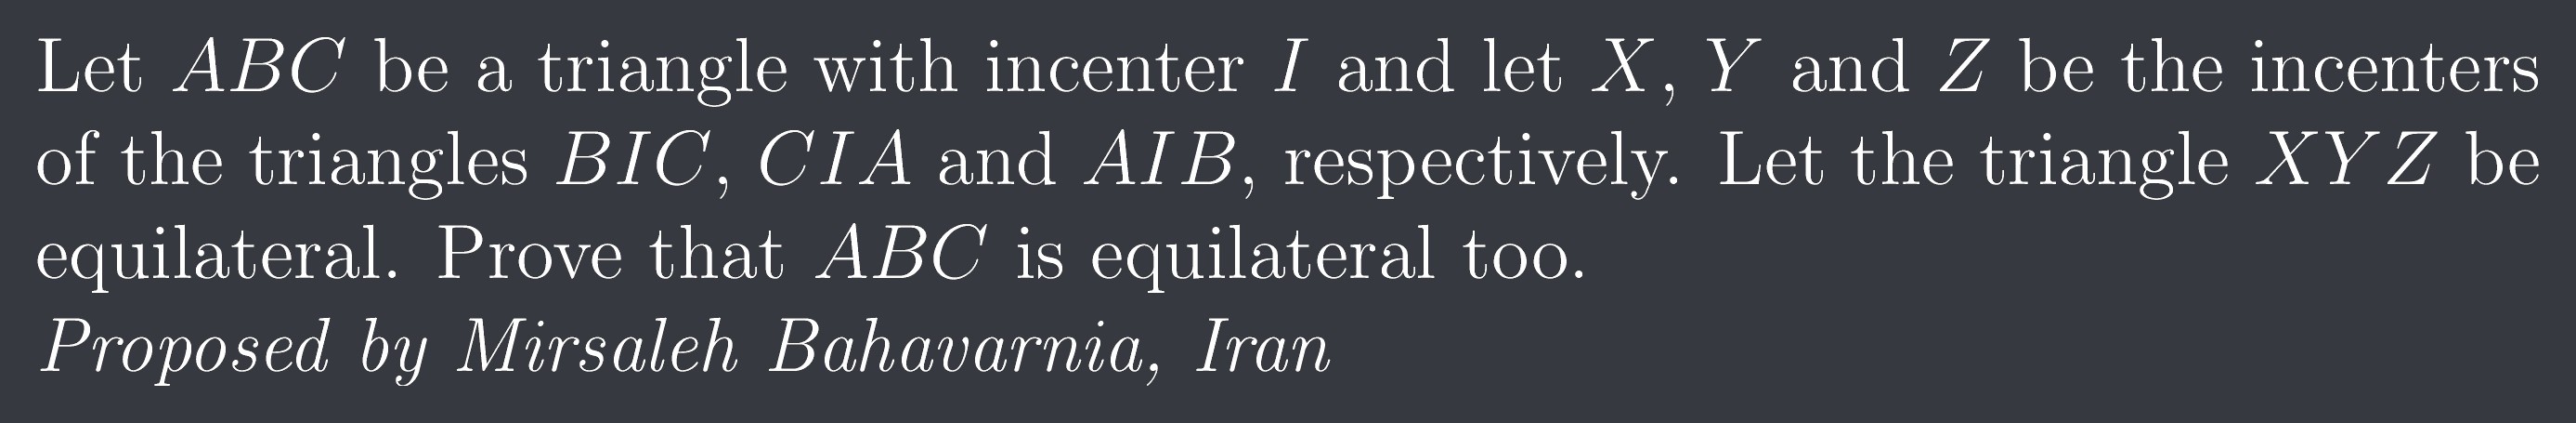 Let ABC be a triangle with incenter I and let X, Y and Z be the incenters
of the triangles BIC, CIA and AIB, respectively. Let the triangle XYZ be
equilateral. Prove that ABC is equilateral too.
Proposed by Mirsaleh Bahavarnia, Iran